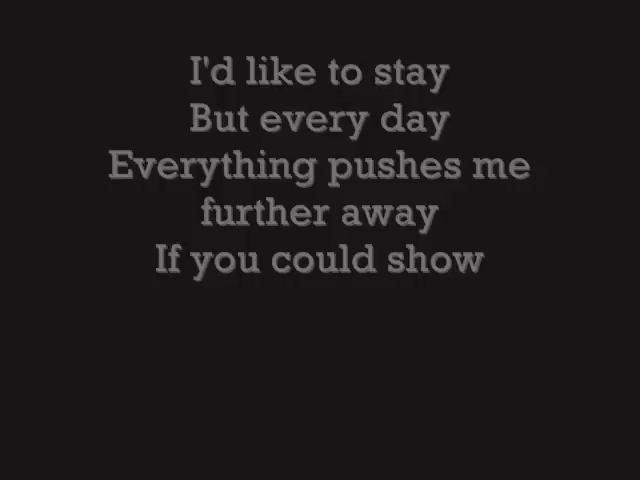 I'd like to stay
But every day
Everything pushes me
further away
If you could show